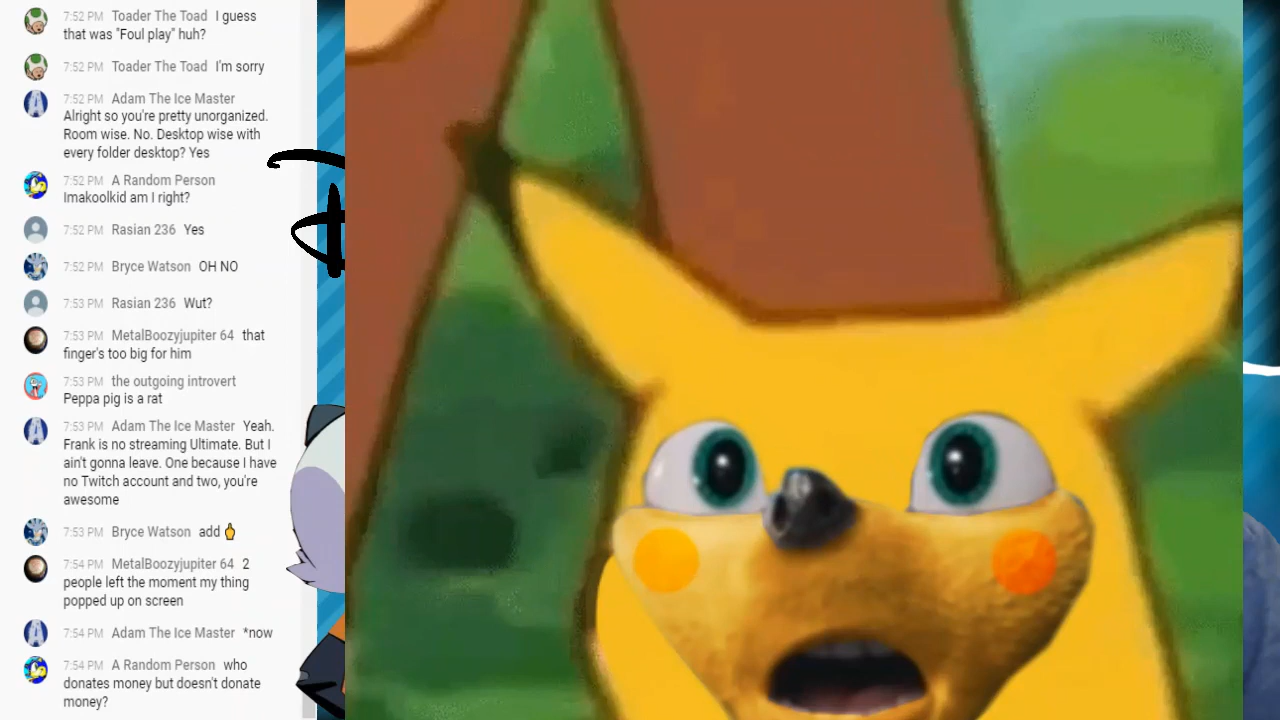 7:52 PM Toader The Toad I guess
that was "Foul play" huh?
7:52 PM Toader The Toad I'm sorry
7:52 PM Adam The Ice Master
Alright so you're pretty unorganized.
Room wise. No. Desktop wise with
every folder desktop? Yes
7:52 PM A Random Person
Imakoolkid am I right?
7:52 PM Rasian 236 Yes
7:52 PM Bryce Watson OH NO
7:53 PM Rasian 236 Wut?
7:53 PM MetalBoozyjupiter 64 that
finger's too big for him
7:53 PM the outgoing introvert
Peppa pig is a rat
7:53 PM Adam The Ice Master Yeah.
Frank is no streaming Ultimate. But I
ain't gonna leave. One because I have
no Twitch account and two, you're
awesome
7:53 PM Bryce Watson add🖕
7:54 PM MetalBoozyjupiter 64 2
people left the moment my thing
popped up on screen
7:54 PM Adam The Ice Master *now
7:54 PM A Random Person who
donates money but doesn't donate
money?